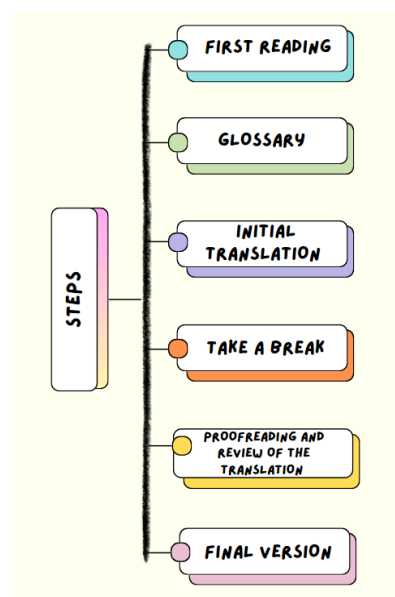 FIRST READING
GLOSSARY
INITIAL
TRANSLATION
STEPS
TAKE A BREAK
PROOFREADING AND
REVIEW OF THE
TRANSLATION
FINAL VERSION